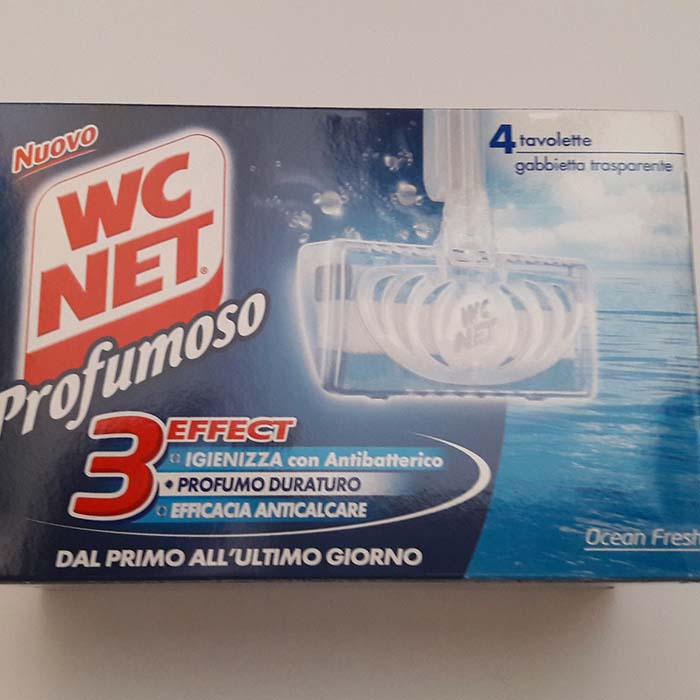 Nuovo
WC
NET®
Profumoso
4 tavolette
gabbietta trasparente
WC
NET
3 EFFECT
IGIENIZZA con Antibatterico
• PROFUMO DURATURO
EFFICACIA ANTICALCARE
DAL PRIMO ALL'ULTIMO GIORNO
Ocean Fresh